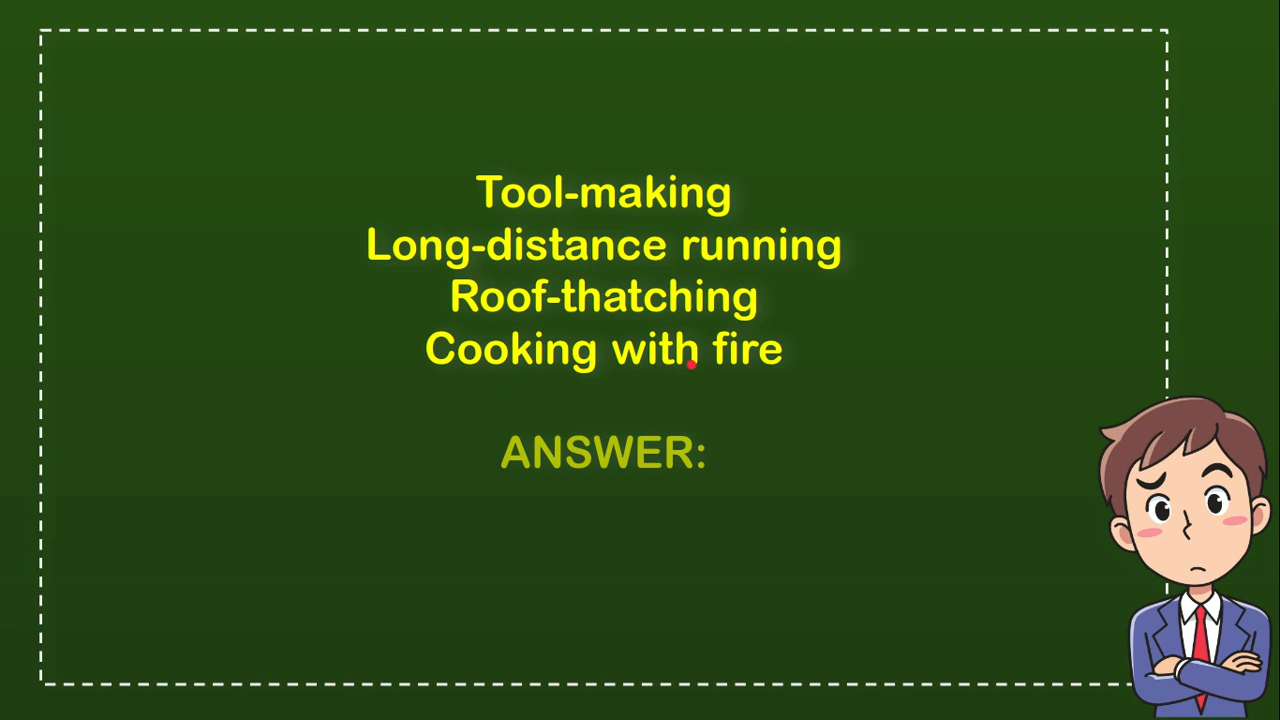 Tool-making
Long-distance running
Roof-thatching
Cooking with fire
ANSWER: